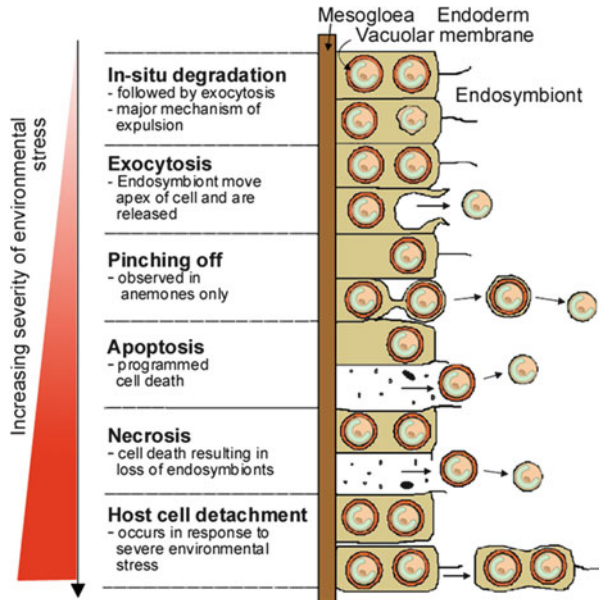 Mesogloea Endoderm
Vacuolar membrane
In-situ degradation
- followed by exocytosis
- major mechanism of
expulsion
Endosymbiont
Exocytosis
- Endosymbiont move
apex of cell and are
released
Pinching off
- observed in
anemones only
Apoptosis
- programmed
cell death
Necrosis
- cell death resulting in
loss of endosymbionts
Host cell detachment
- occurs in response to
severe environmental
stress
Increasing severity of environmental
stress